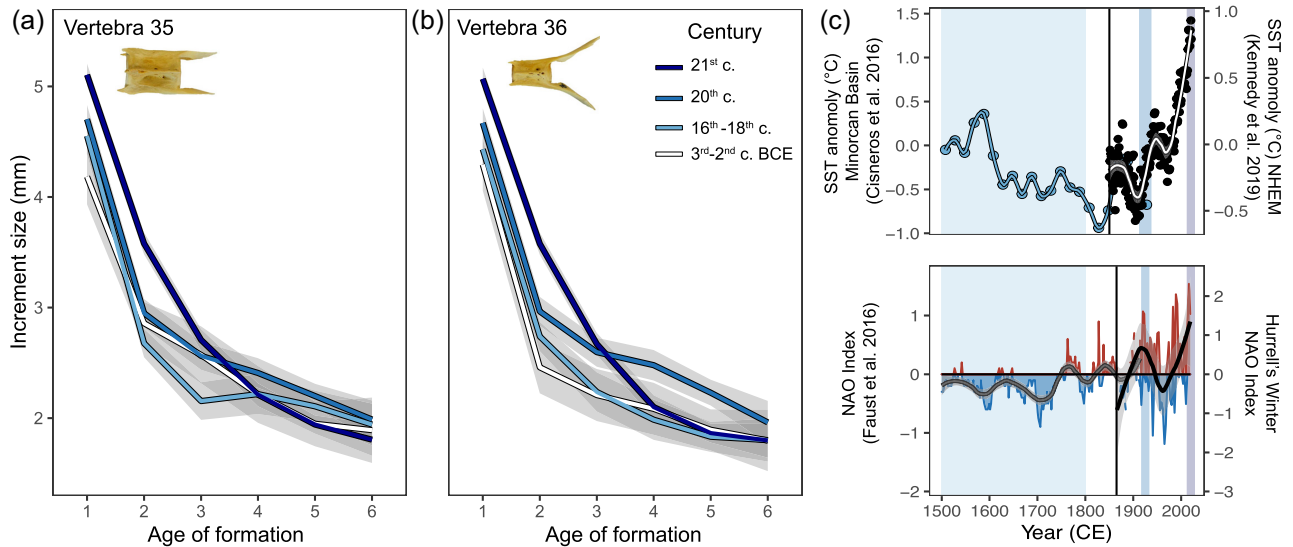 (a)
Vertebra 35
Increment size (mm)
5
4
3
2
1 2 3 4 5 6
Age of formation
(b)
Vertebra 36
Century
21st c.
20th c.
16th-18th c.
3rd-2nd c. BCE
1 2 3 4 5 6
Age of formation
(c)
SST anomoly (°C)
Minorcan Basin
(Cisneros et al. 2016)
1.5
1.0
0.5
0.0
−0.5
−1.0
1.0
0.5
0.0
−0.5
SST anomoly (°C) NHEM
(Kennedy et al. 2019)
NAO Index
(Faust et al. 2016)
1
0
−1
−2
2
1
0
−1
−2
−3
Hurrell's Winter
NAO Index
1500 1600 1700 1800 1900 2000
Year (CE)